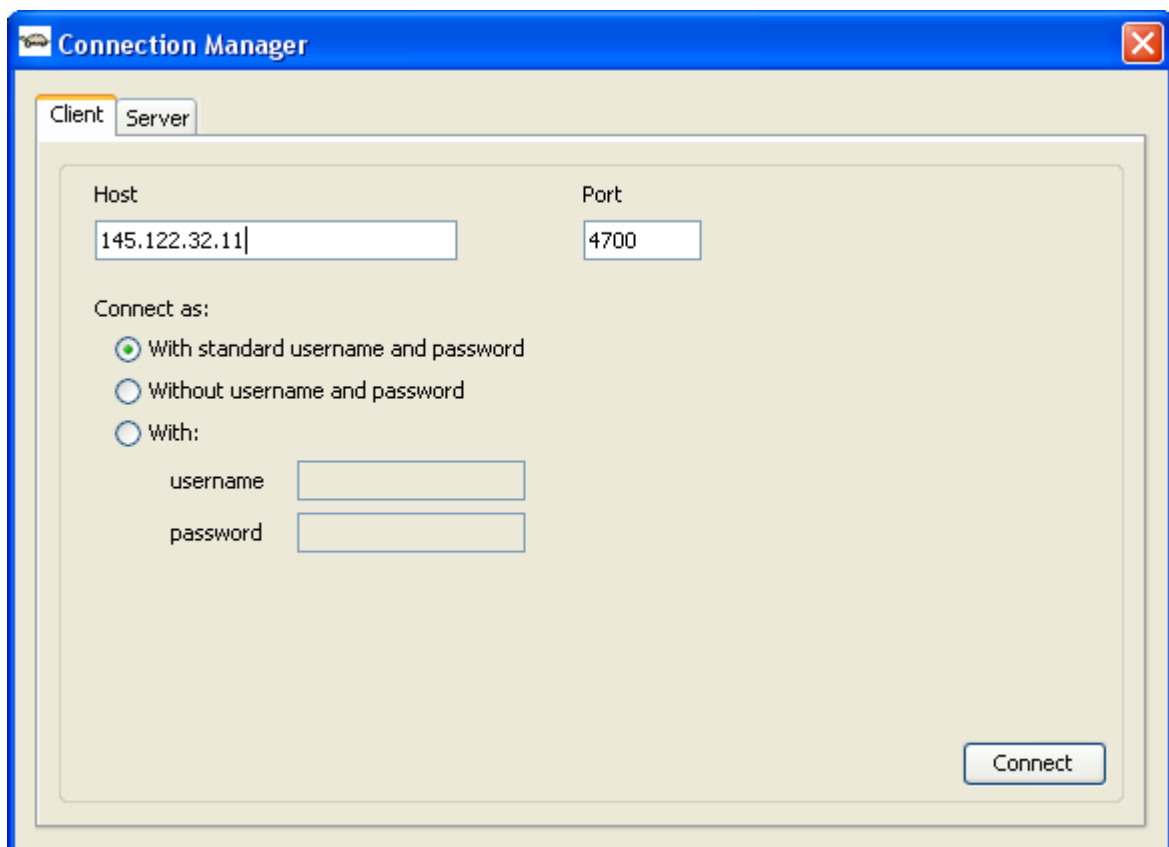 Connection Manager
Client Server
Host Port
145.122.32.11 4700
Connect as:
With standard username and password
Without username and password
With:
username
password
Connect